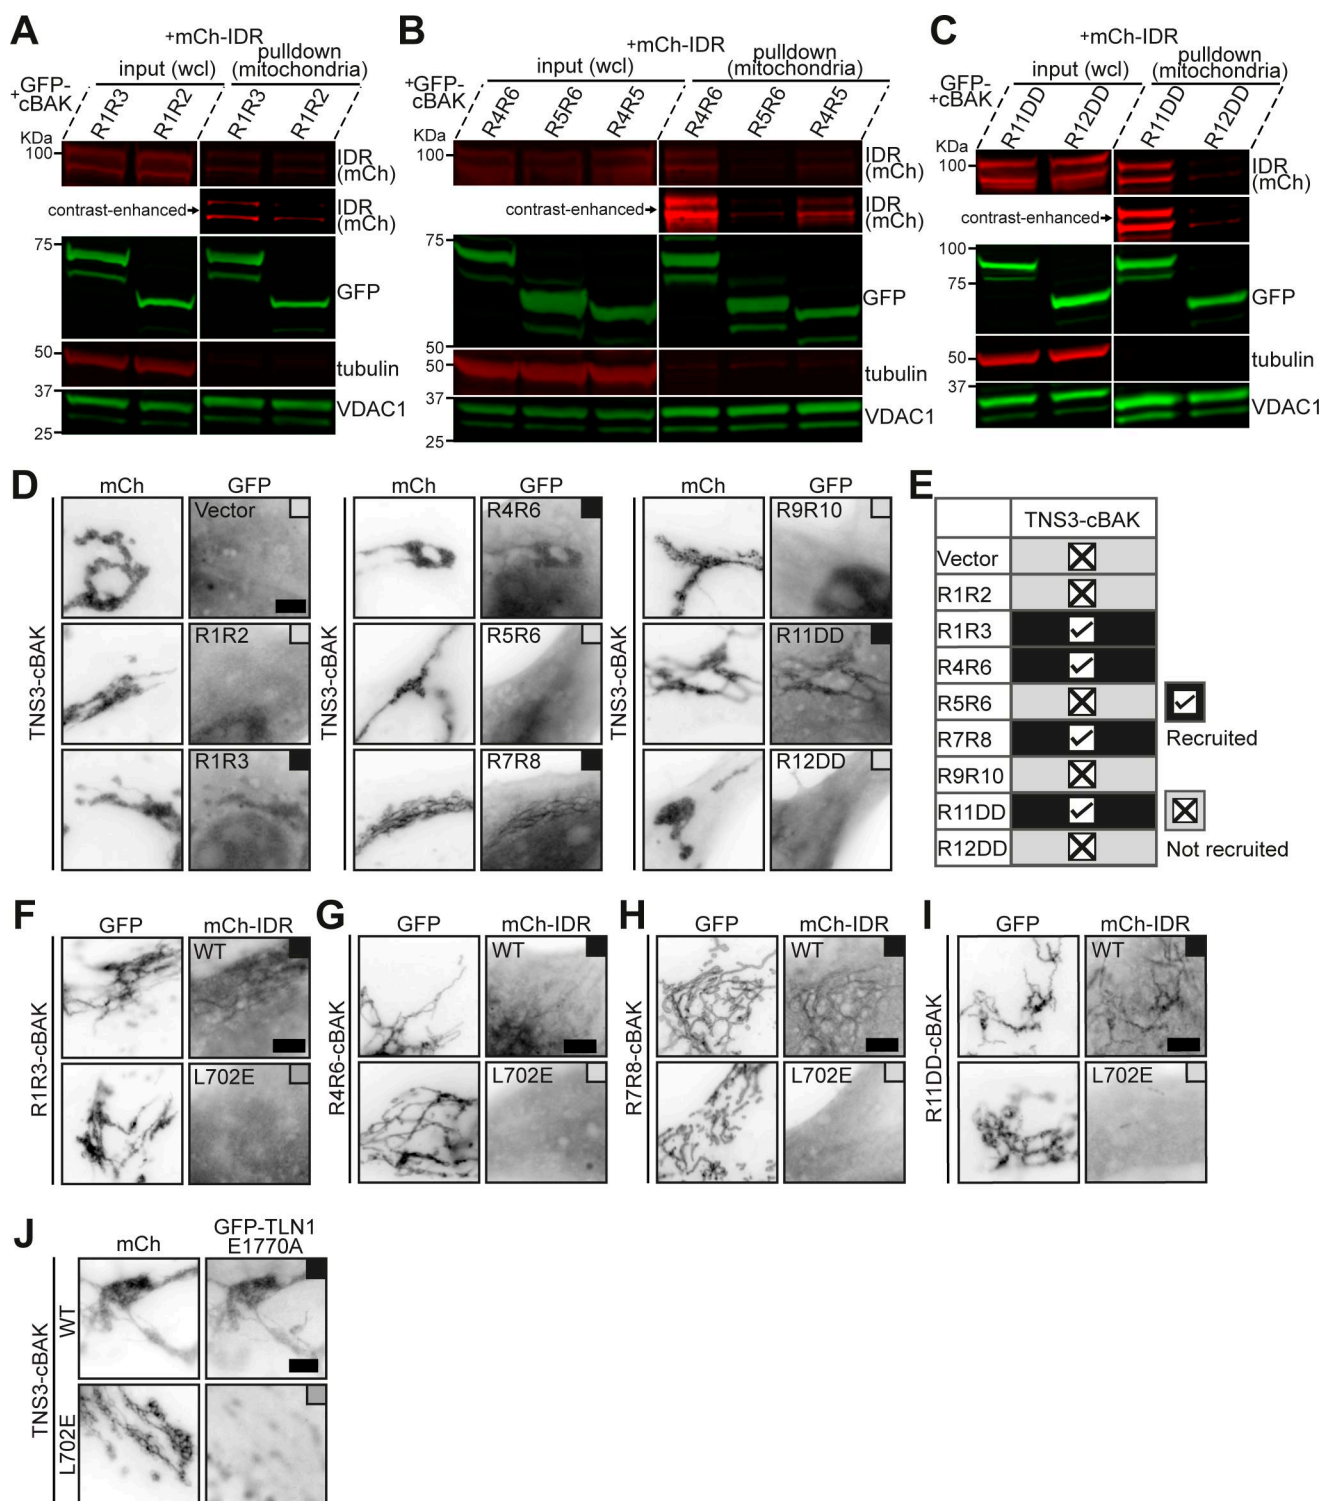 A
+mCh-IDR
input (wcl)
pulldown
(mitochondria)
+GFP-
cBAK
R1R3
R1R2
R1R3
R1R2
KDa
100
IDR
(mCh)
contrast-enhanced
IDR
(mCh)
75
GFP
50
tubulin
37
VDAC1
25
B
+mCh-IDR
input (wcl)
pulldown
(mitochondria)
+GFP-
cBAK
R4R6
R5R6
R4R5
R4R6
R5R6
R4R5
KDa
100
IDR
(mCh)
contrast-enhanced
IDR
(mCh)
75
GFP
50
50
tubulin
37
VDAC1
25
C
+mCh-IDR
input (wcl)
pulldown
(mitochondria)
GFP-
+cBAK
R11DD
R12DD
R11DD
R12DD
KDa
100
IDR
(mCh)
contrast-enhanced
IDR
(mCh)
100
75
GFP
50
tubulin
37
VDAC1
D
mCh
GFP
TNS3-cBAK
Vector
R1R2
R1R3
mCh
GFP
TNS3-cBAK
R4R6
R5R6
R7R8
mCh
GFP
TNS3-cBAK
R9R10
R11DD
R12DD
E
TNS3-cBAK
Vector
R1R2
R1R3
R4R6
R5R6
R7R8
R9R10
R11DD
R12DD
Recruited
Not recruited
F
GFP
mCh-IDR
R1R3-cBAK
WT
L702E
G
GFP
mCh-IDR
R4R6-cBAK
WT
L702E
H
GFP
mCh-IDR
R7R8-cBAK
WT
L702E
I
GFP
mCh-IDR
R11DD-cBAK
WT
L702E
J
mCh
GFP-TLN1
E1770A
TNS3-cBAK
WT
L702E